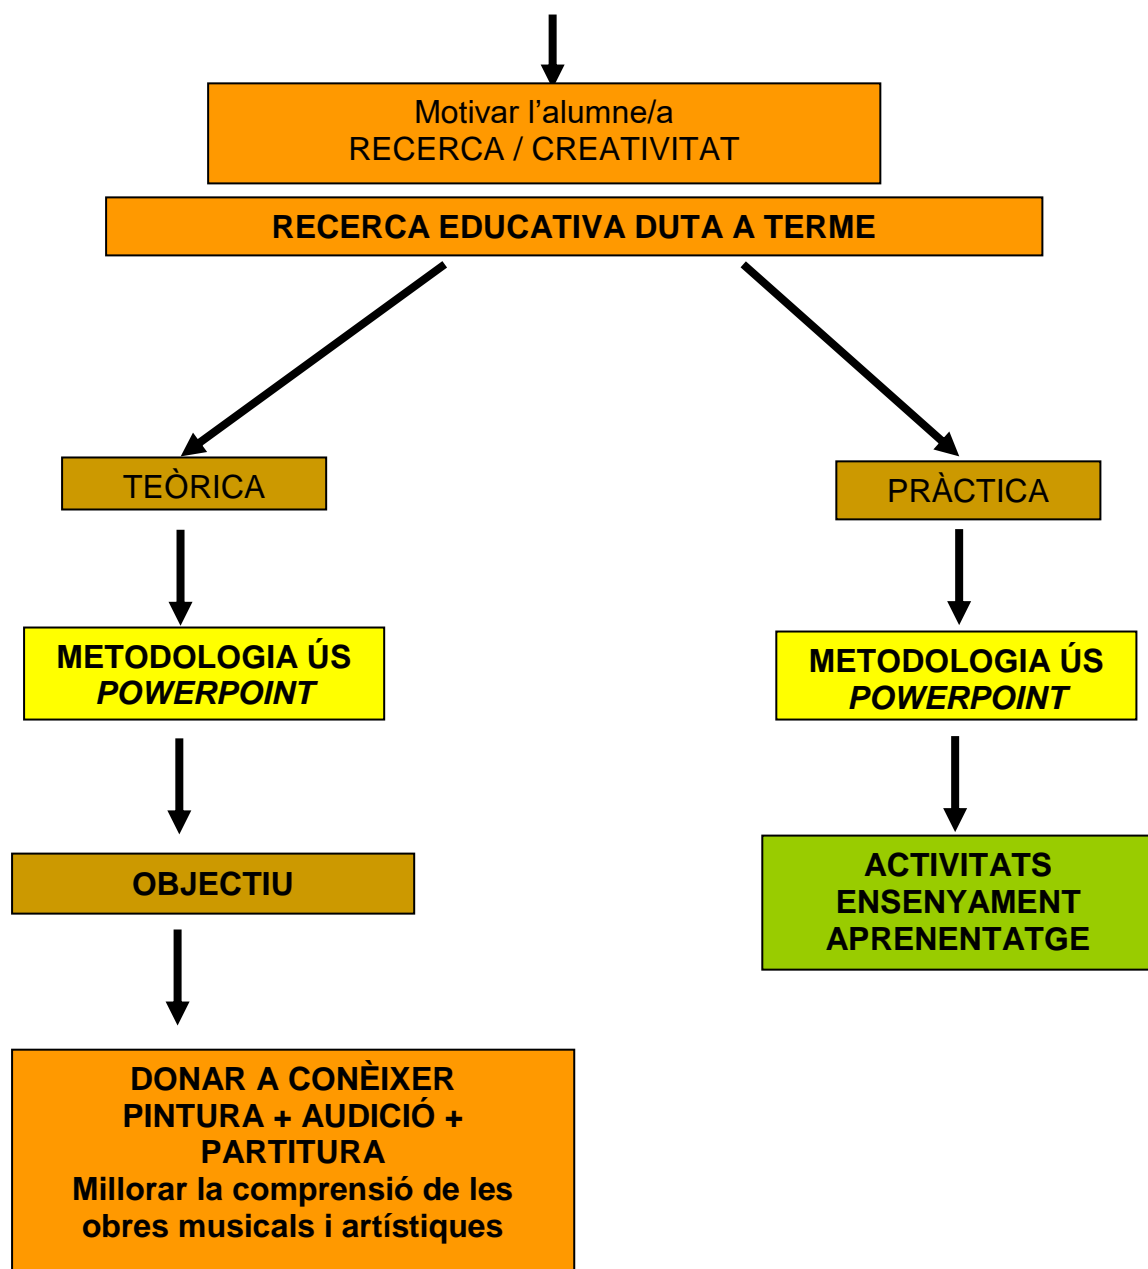 Motivar l’alumne/a
RECERCA / CREATIVITAT
RECERCA EDUCATIVA DUTA A TERME
TEÒRICA
PRÀCTICA
METODOLOGIA ÚS
POWERPOINT
METODOLOGIA ÚS
POWERPOINT
OBJECTIU
ACTIVITATS
ENSENYAMENT
APRENENTATGE
DONAR A CONÈIXER
PINTURA + AUDICIÓ +
PARTITURA
Millorar la comprensió de les
obres musicals i artístiques